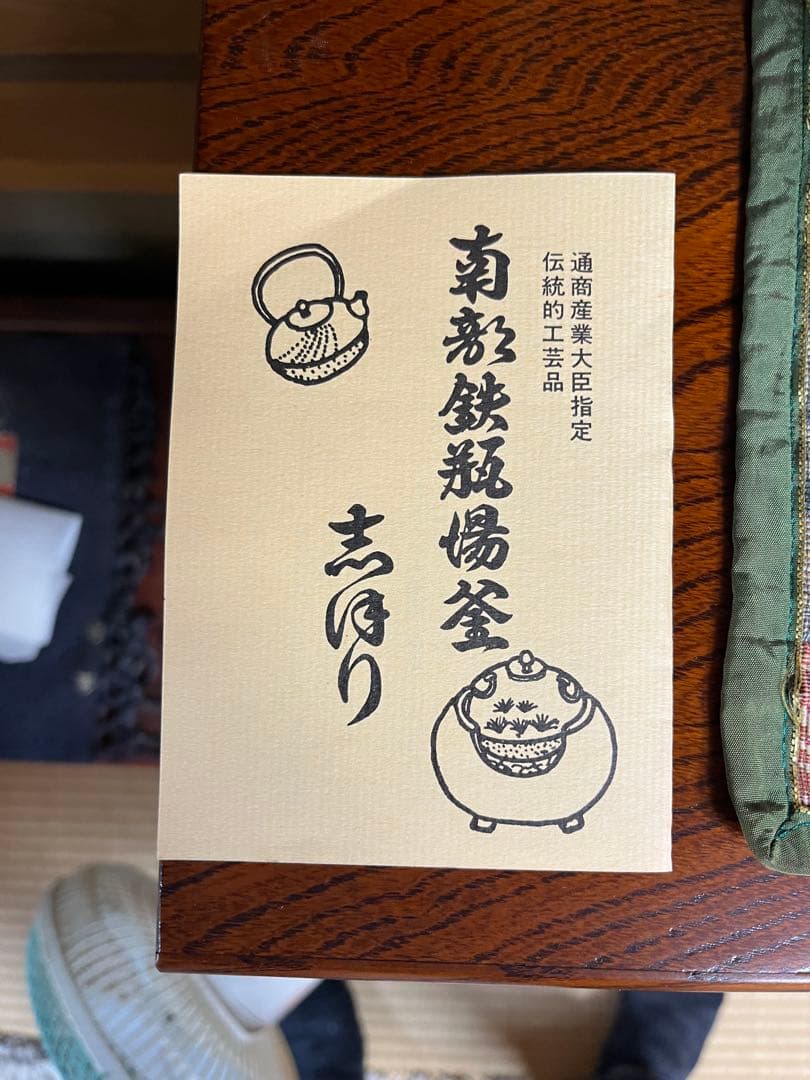 通商産業大臣指定
伝統的工芸品
南部鉄瓶湯釜
志ほり